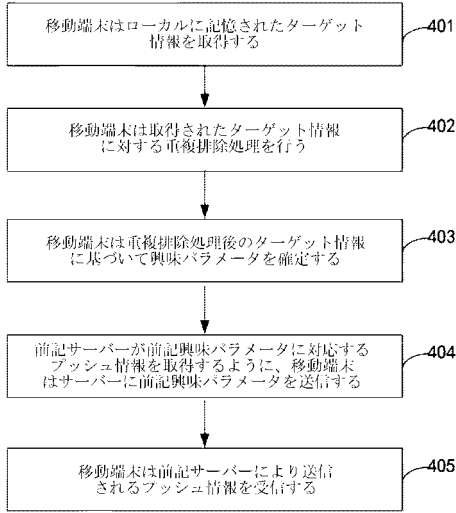 移動端末はローカルに記憶されたターゲット
情報を取得する
401
移動端末は取得されたターゲット情報
に対する重複排除処理を行う
402
移動端末は重複排除処理後のターゲット情報
に基づいて興味パラメータを確定する
403
前記サーバーが前記興味パラメータに対応する
プッシュ情報を取得するように、移動端末
はサーバーに前記興味パラメータを送信する
404
移動端末は前記サーバーにより送信
されるプッシュ情報を受信する
405